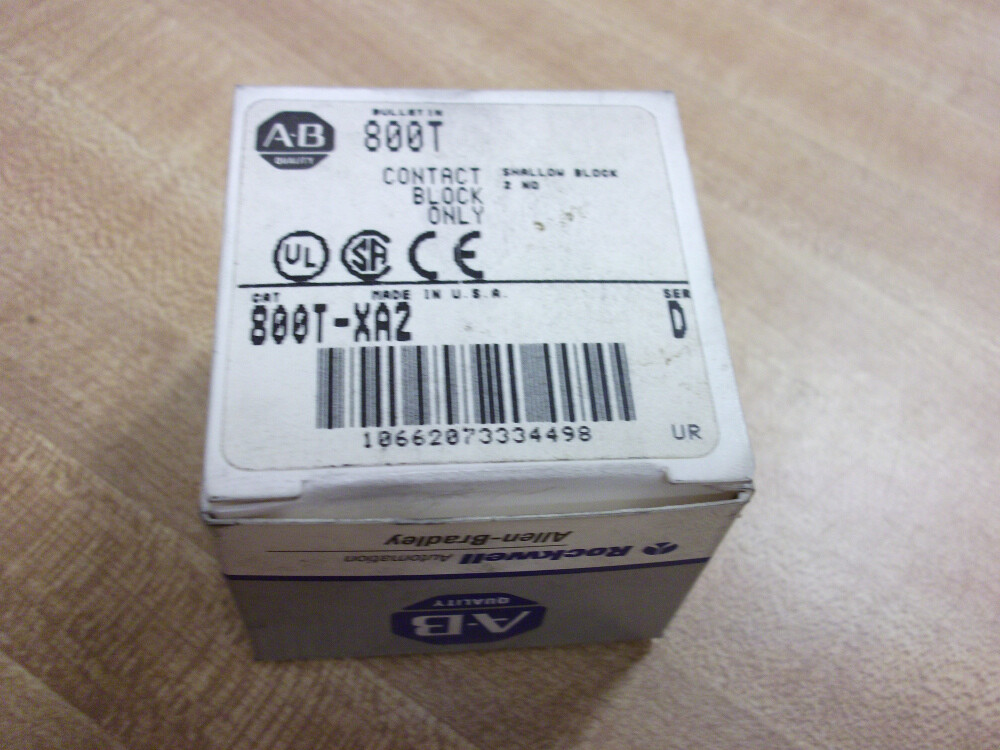 A-B
QUALITY
BULLETIN
800T
CONTACT
BLOCK
ONLY
SHALLOW BLOCK
2 NO
UL
SA
CE
CAT
MADE IN U.S.A.
SER
800T-XA2
D
10662073334498
UR
Allen-Bradley
Rockwell Automation
A-B
QUALITY